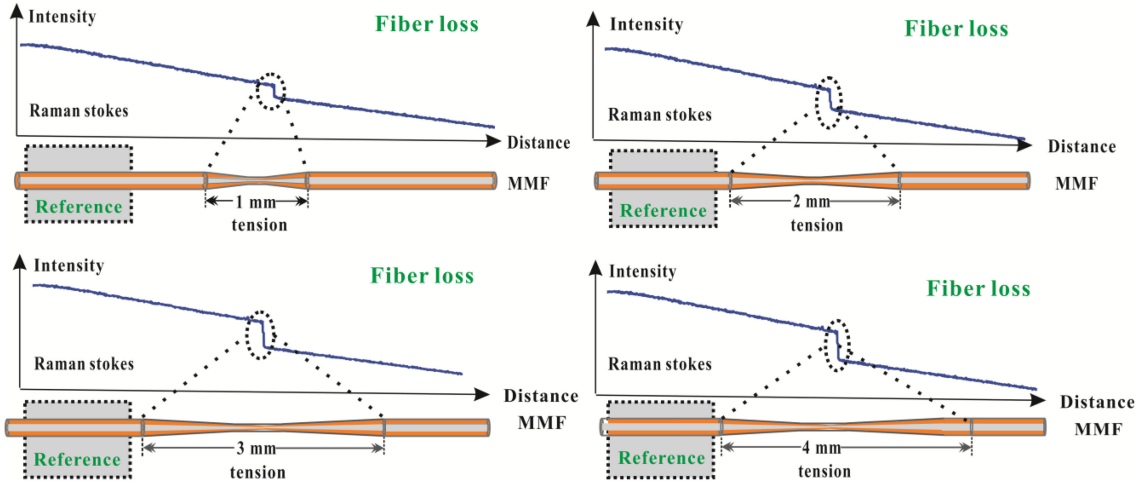 Intensity
Fiber loss
Raman stokes
Distance
MMF
Reference
1 mm
tension
Intensity
Fiber loss
Raman stokes
Distance
MMF
Reference
2 mm
tension
Intensity
Fiber loss
Raman stokes
Distance
MMF
Reference
3 mm
tension
Intensity
Fiber loss
Raman stokes
Distance
MMF
Reference
4 mm
tension